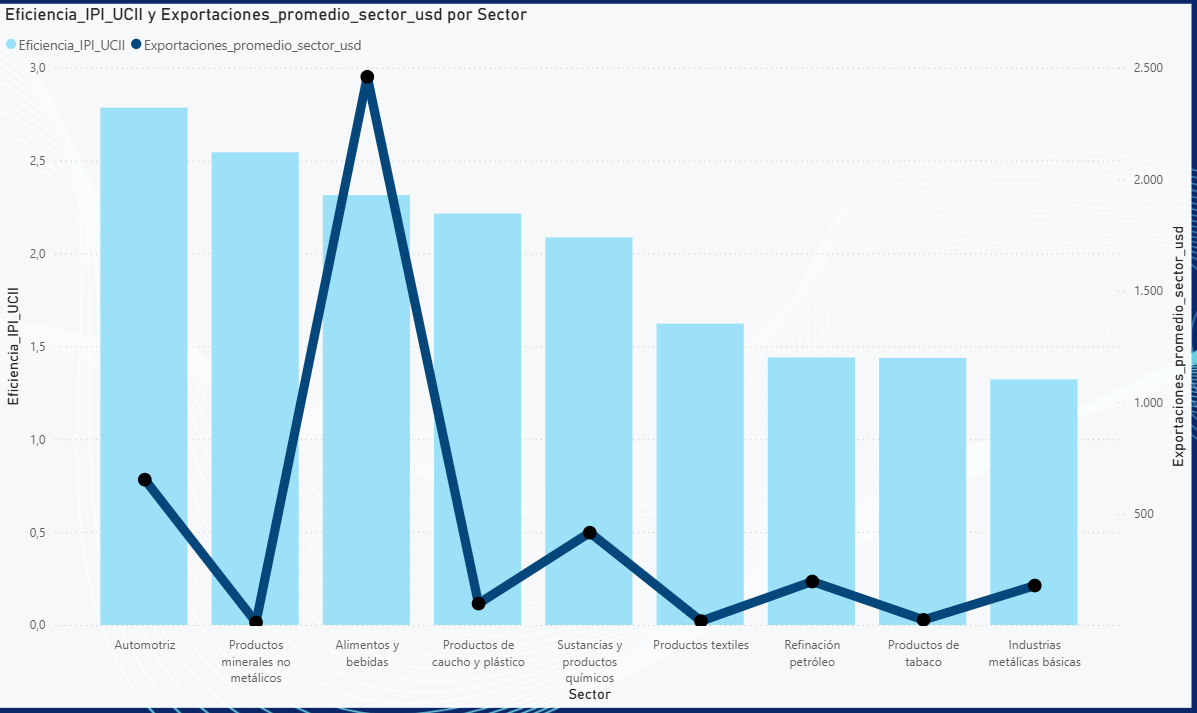 Eficiencia_IPI_UCII y Exportaciones_promedio_sector_usd por Sector
Eficiencia_IPI_UCII Exportaciones_promedio_sector_usd
3,0
2,5
2,0
1,5
1,0
0,5
0,0
Eficiencia_IPI_UCII
2.500
2.000
1.500
1.000
500
Exportaciones_promedio_sector_usd
Automotriz
Productos
minerales no
metálicos
Alimentos y
bebidas
Productos de
caucho y plástico
Sustancias y
productos
químicos
Productos textiles
Refinación
petróleo
Productos de
tabaco
Industrias
metálicas básicas
Sector